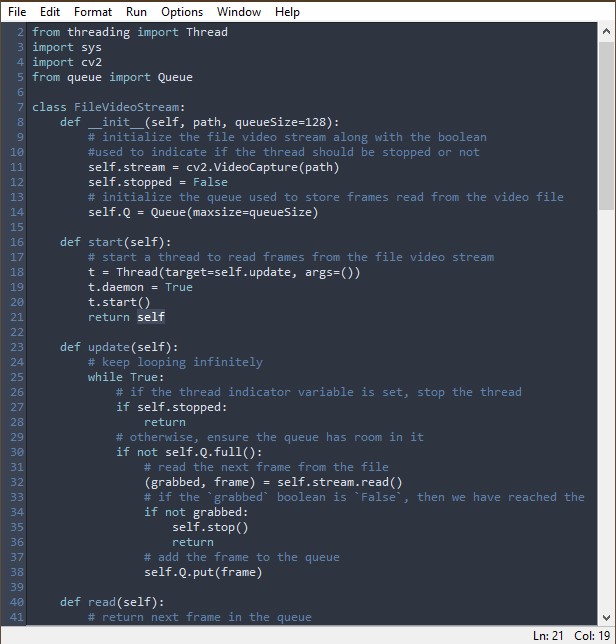 File Edit Format Run Options Window Help
2 from threading import Thread
3 import sys
4 import cv2
5 from queue import Queue
6
7 class FileVideoStream:
8     def __init__(self, path, queueSize=128):
9         # initialize the file video stream along with the boolean
10         #used to indicate if the thread should be stopped or not
11         self.stream = cv2.VideoCapture(path)
12         self.stopped = False
13         # initialize the queue used to store frames read from the video file
14         self.Q = Queue(maxsize=queueSize)
15
16     def start(self):
17         # start a thread to read frames from the file video stream
18         t = Thread(target=self.update, args=())
19         t.daemon = True
20         t.start()
21         return self
22
23     def update(self):
24         # keep looping infinitely
25         while True:
26             # if the thread indicator variable is set, stop the thread
27             if self.stopped:
28                 return
29             # otherwise, ensure the queue has room in it
30             if not self.Q.full():
31                 # read the next frame from the file
32                 (grabbed, frame) = self.stream.read()
33                 # if the `grabbed` boolean is `False`, then we have reached the
34                 if not grabbed:
35                     self.stop()
36                     return
37                 # add the frame to the queue
38                 self.Q.put(frame)
39
40     def read(self):
41         # return next frame in the queue
Ln: 21 Col: 19